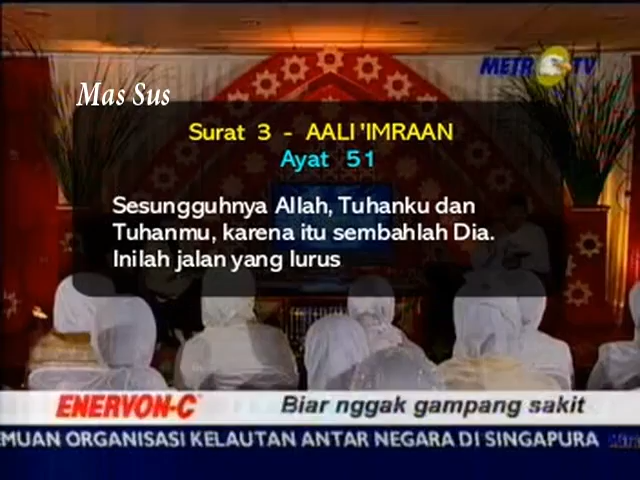 METRO TV
Mas Sus
Surat 3 - AALI 'IMRAAN
Ayat 51
Sesungguhnya Allah, Tuhanku dan
Tuhanmu, karena itu sembahlah Dia.
Inilah jalan yang lurus
ENERVON-C Biar nggak gampang sakit
EMUAN ORGANISASI KELAUTAN ANTAR NEGARA DI SINGAPURA